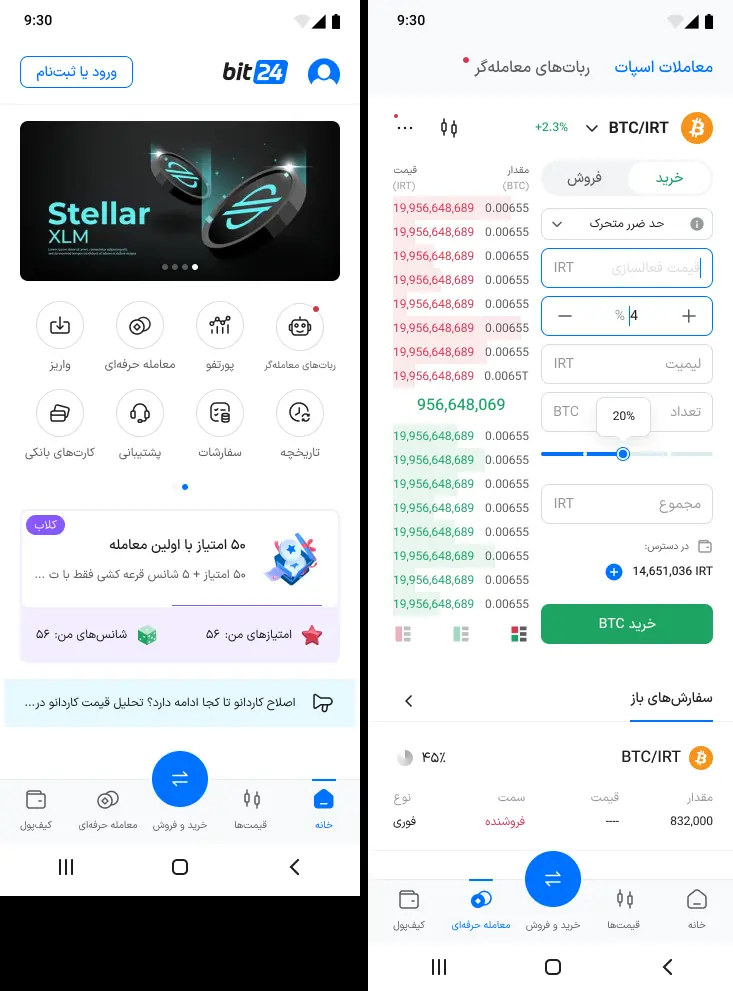 9:30
ورود یا ثبت‌نام
bit24
Stellar
XLM
واریز
معامله حرفه‌ای
پورتفو
ربات‌های معامله‌گر
کارت‌های بانکی
پشتیبانی
سفارشات
تاریخچه
کلاب
۵۰ امتیاز با اولین معامله
۵۰ امتیاز + ۵ شانس قرعه کشی فقط با ت ...
امتیازهای من: ۵۶
شانس‌های من: ۵۶
اصلاح کاردانو تا کجا ادامه دارد؟ تحلیل قیمت کاردانو در...
خانه
قیمت‌ها
خرید و فروش
معامله حرفه‌ای
کیف‌پول
9:30
معاملات اسپات
ربات‌های معامله‌گر
BTC/IRT
+2.3%
قیمت (IRT)
مقدار (BTC)
19,956,648,689 0.00655
19,956,648,689 0.00655
19,956,648,689 0.00655
19,956,648,689 0.00655
19,956,648,689 0.00655
19,956,648,689 0.00655
19,956,648,689 0.00655
19,956,648,689 0.0065T
956,648,069
19,956,648,689 0.00655
19,956,648,689 0.00655
19,956,648,689 0.00655
19,956,648,689 0.00655
19,956,648,689 0.00655
19,956,648,689 0.00655
19,956,648,689 0.00655
19,956,648,689 0.00655
خرید
فروش
حد ضرر متحرک
قیمت فعالسازی
IRT
4 %
لیمیت
IRT
تعداد
BTC
20%
مجموع
IRT
در دسترس:
14,651,036 IRT
خرید BTC
سفارش‌های باز
BTC/IRT
۴۵٪
مقدار
قیمت
سمت
نوع
832,000
----
فروشنده
فوری
خانه
قیمت‌ها
خرید و فروش
معامله حرفه‌ای
کیف‌پول